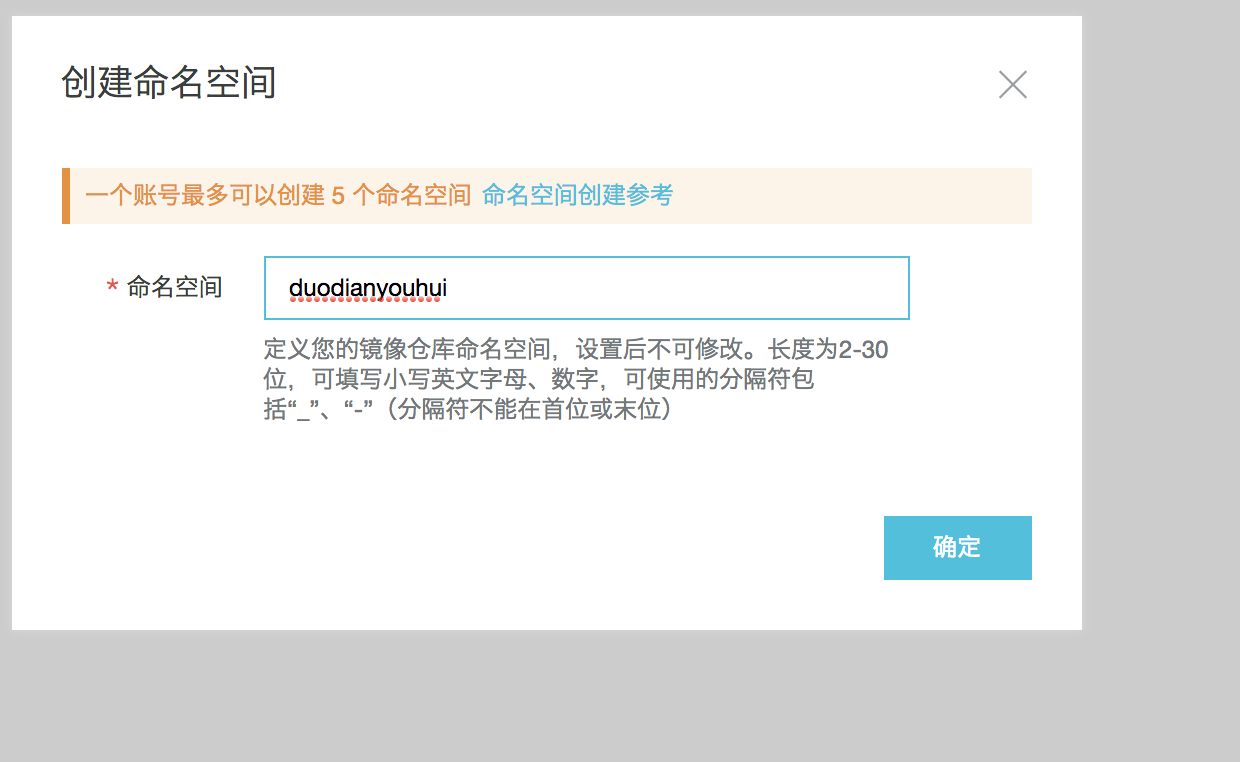 创建命名空间
一个账号最多可以创建 5 个命名空间 命名空间创建参考
* 命名空间
duodianyouhui
定义您的镜像仓库命名空间，设置后不可修改。长度为2-30
位，可填写小写英文字母、数字，可使用的分隔符包
括“_”、“-”（分隔符不能在首位或末位）
确定